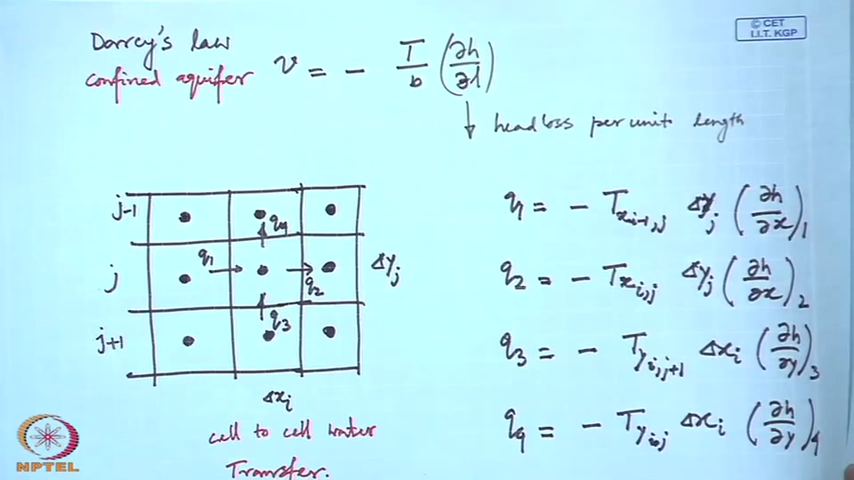 Darcey's law
confined aquifer v = - T/b (∂h/∂l)
© CET
I.I.T. KGP
head loss per unit length
j-1
j
j+1
q1
q2
q3
q4
Δyj
Δxi
cell to cell water
Transfer.
q1 = - Tx i-1,j Δyj (∂h/∂x)1
q2 = - Tx i,j Δyj (∂h/∂x)2
q3 = - Ty i,j+1 Δxi (∂h/∂y)3
q4 = - Ty i,j Δxi (∂h/∂y)4
NPTEL